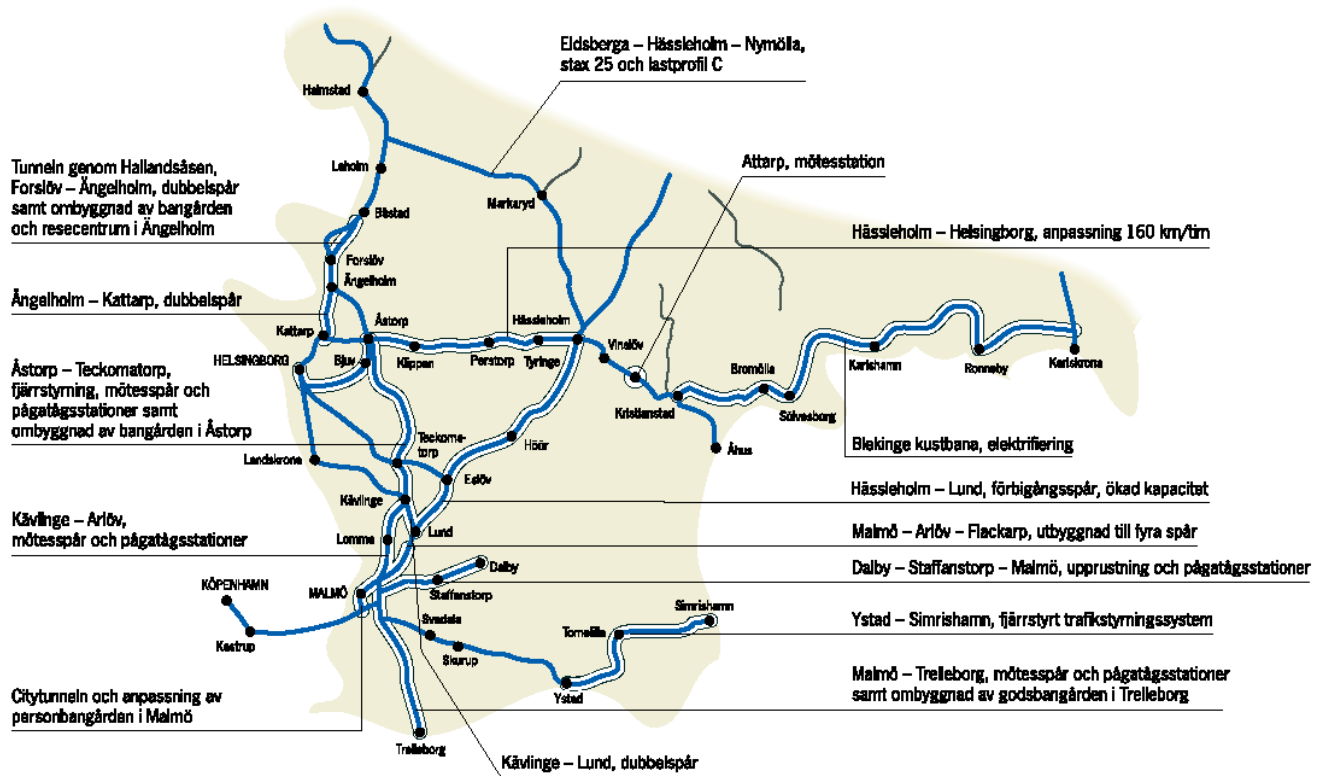 Eldsberga – Hässleholm – Nymölla,
stax 25 och lastprofil C
Halmstad
Tunneln genom Hallandsåsen,
Förslöv – Ängelholm, dubbelspår
samt ombyggnad av bangården
och resecentrum i Ängelholm
Laholm
Attarp, mötesstation
Markaryd
Båstad
Hässleholm – Helsingborg, anpassning 160 km/tim
Förslöv
Ängelholm
Ängelholm – Kattarp, dubbelspår
Kattarp
Åstorp
Hässleholm
HELSINGBORG
Bjuv
Klippan
Perstorp
Tyringe
Vinslöv
Karlshamn
Ronneby
Karlskrona
Bromölla
Åstorp – Teckomatorp,
fjärrstyrning, mötesspår och
pågatågsstationer samt
ombyggnad av bangården i Åstorp
Kristianstad
Sölvesborg
Teckoma-
torp
Höör
Åhus
Blekinge kustbana, elektrifiering
Landskrona
Eslöv
Kävlinge
Hässleholm – Lund, förbigångsspår, ökad kapacitet
Kävlinge – Arlöv,
mötesspår och pågatågsstationer
Lomma
Lund
Malmö – Arlöv – Flackarp, utbyggnad till fyra spår
Dalby
Dalby – Staffanstorp – Malmö, upprustning och pågatågsstationer
KÖPENHAMN
MALMÖ
Staffanstorp
Simrishamn
Kastrup
Svedala
Tomelilla
Ystad – Simrishamn, fjärrstyrt trafikstyrningssystem
Skurup
Malmö – Trelleborg, mötesspår och pågatågsstationer
samt ombyggnad av godsbangården i Trelleborg
Citytunneln och anpassning av
personbangården i Malmö
Ystad
Trelleborg
Kävlinge – Lund, dubbelspår